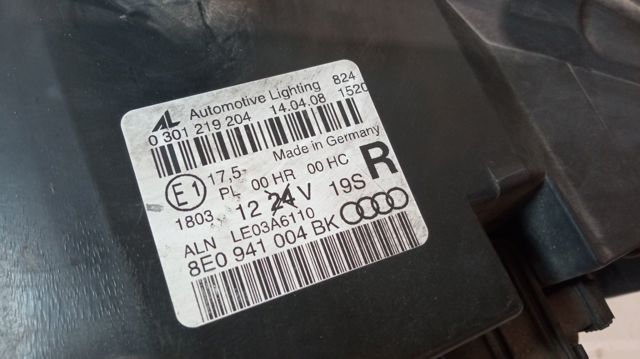 AL Automotive Lighting 824
0 301 219 204 14.04.08 1520
Made in Germany
E1 17,5- R
PL 00 HR 00 HC
1803 12 24 V 19S
ALN LE03A6110
8E0 941 004 BK